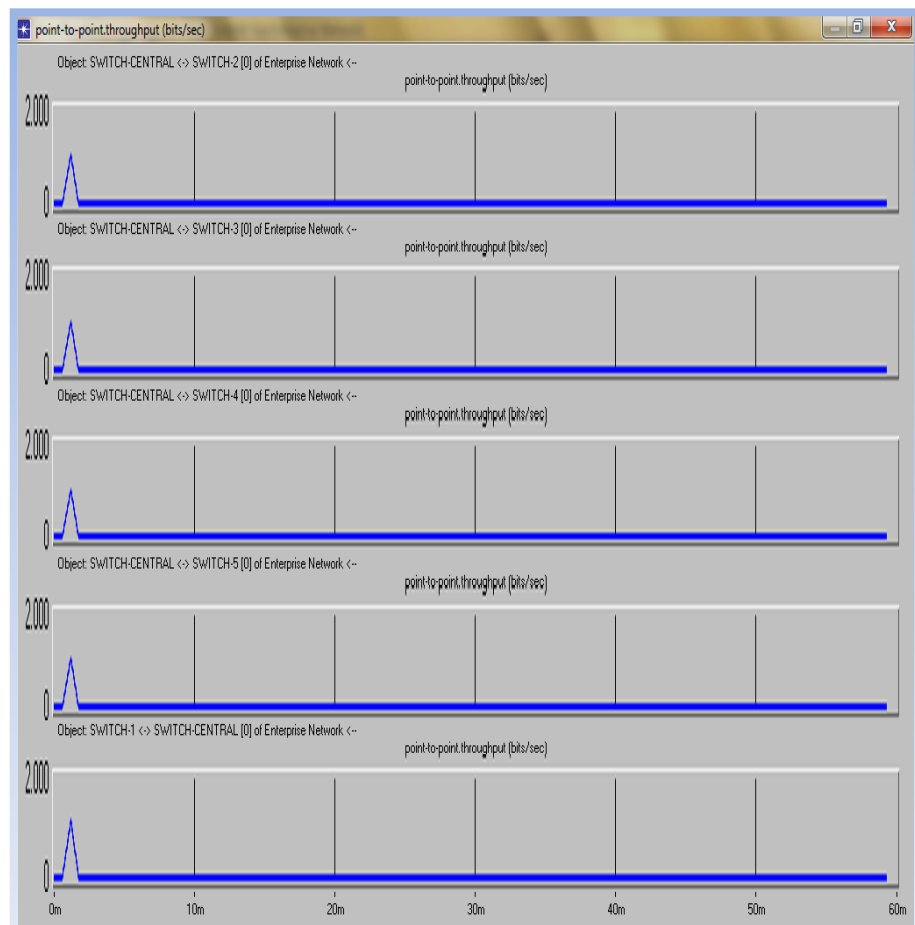 point-to-point.throughput (bits/sec)
Object: SWITCH-CENTRAL <-> SWITCH-2 [0] of Enterprise Network <--
point-to-point.throughput (bits/sec)
2,000
0
Object: SWITCH-CENTRAL <-> SWITCH-3 [0] of Enterprise Network <--
point-to-point.throughput (bits/sec)
2,000
0
Object: SWITCH-CENTRAL <-> SWITCH-4 [0] of Enterprise Network <--
point-to-point.throughput (bits/sec)
2,000
0
Object: SWITCH-CENTRAL <-> SWITCH-5 [0] of Enterprise Network <--
point-to-point.throughput (bits/sec)
2,000
0
Object: SWITCH-1 <-> SWITCH-CENTRAL [0] of Enterprise Network <--
point-to-point.throughput (bits/sec)
2,000
0
0m 10m 20m 30m 40m 50m 60m